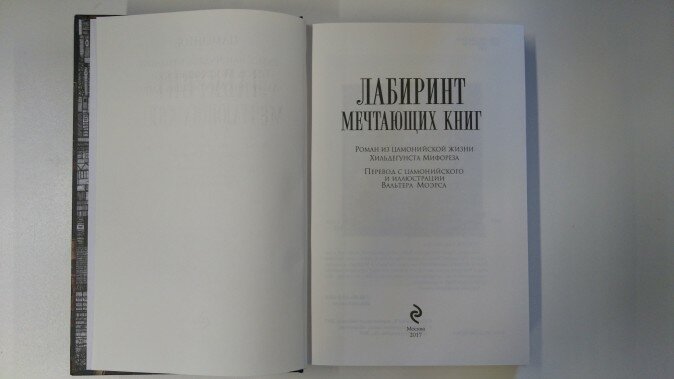 ЛАБИРИНТ
МЕЧТАЮЩИХ КНИГ
Роман из цамонийской жизни
Хильдегунста Мифореза
Перевод с цамонийского
и иллюстрации
Вальтера Моэрса
Москва
2017